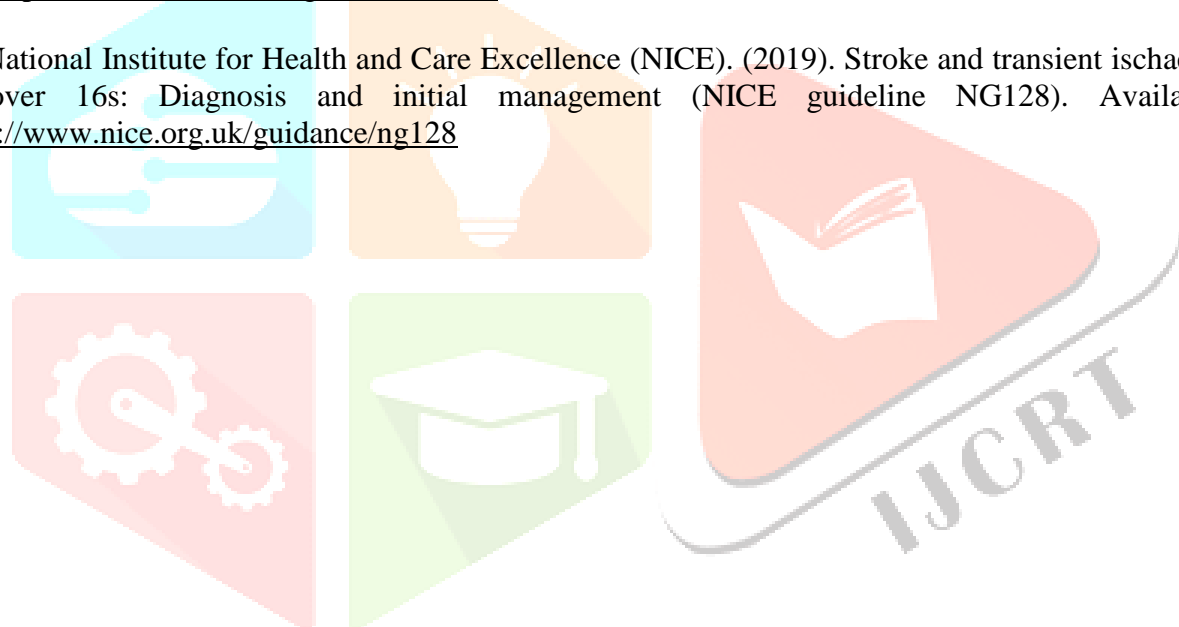 National Institute for Health and Care Excellence (NICE). (2019). Stroke and transient ischae
over 16s: Diagnosis and initial management (NICE guideline NG128). Availa
://www.nice.org.uk/guidance/ng128
IJCRT